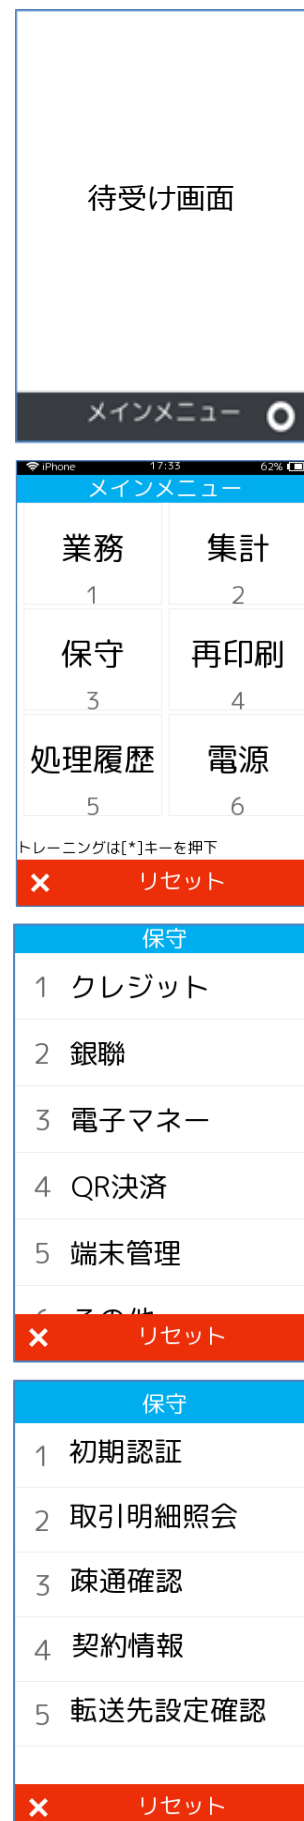 待受け画面
メインメニュー
iPhone 17:33 62%
メインメニュー
業務 集計
1 2
保守 再印刷
3 4
処理履歴 電源
5 6
トレーニングは[*]キーを押下
× リセット
保守
1 クレジット
2 銀聯
3 電子マネー
4 QR決済
5 端末管理
6 その他
× リセット
保守
1 初期認証
2 取引明細照会
3 疎通確認
4 契約情報
5 転送先設定確認
× リセット